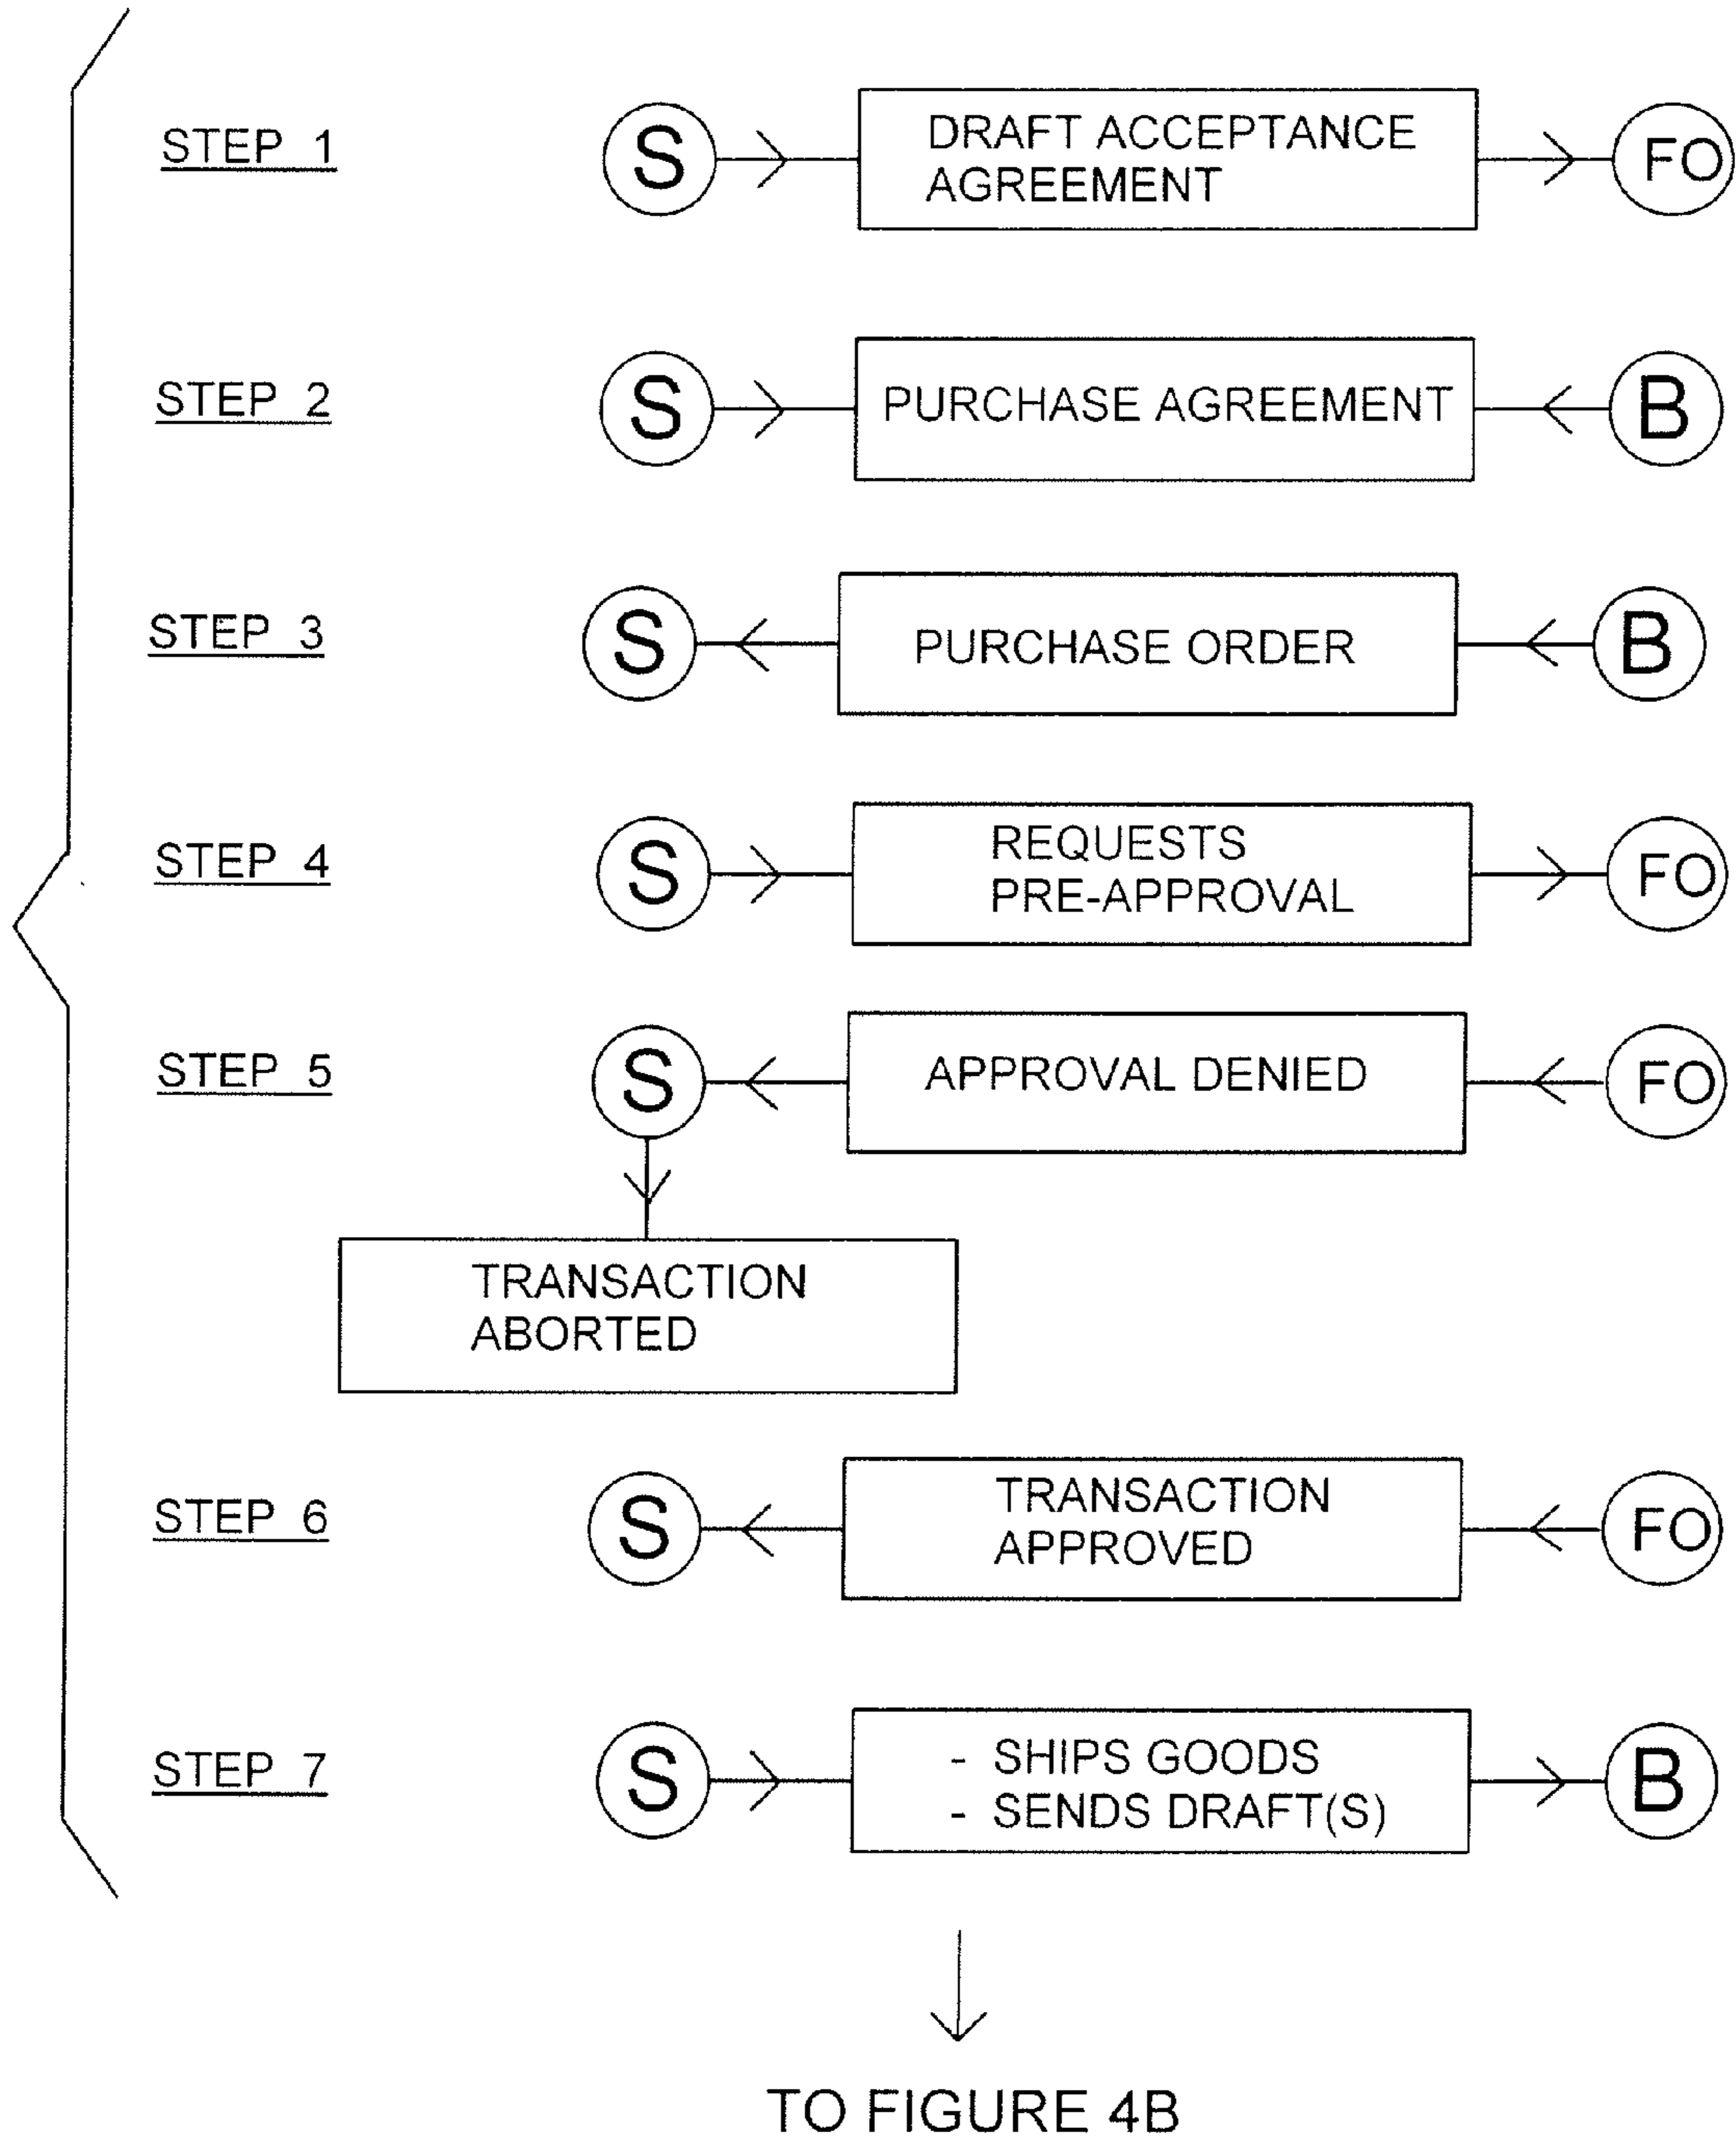 STEP 1 S DRAFT ACCEPTANCE FO
AGREEMENT
STEP 2 S PURCHASE AGREEMENT B
STEP 3 S PURCHASE ORDER B
STEP 4 S REQUESTS FO
PRE-APPROVAL
STEP 5 S APPROVAL DENIED FO
TRANSACTION
ABORTED
STEP 6 S TRANSACTION FO
APPROVED
STEP 7 S - SHIPS GOODS B
- SENDS DRAFT(S)
TO FIGURE 4B